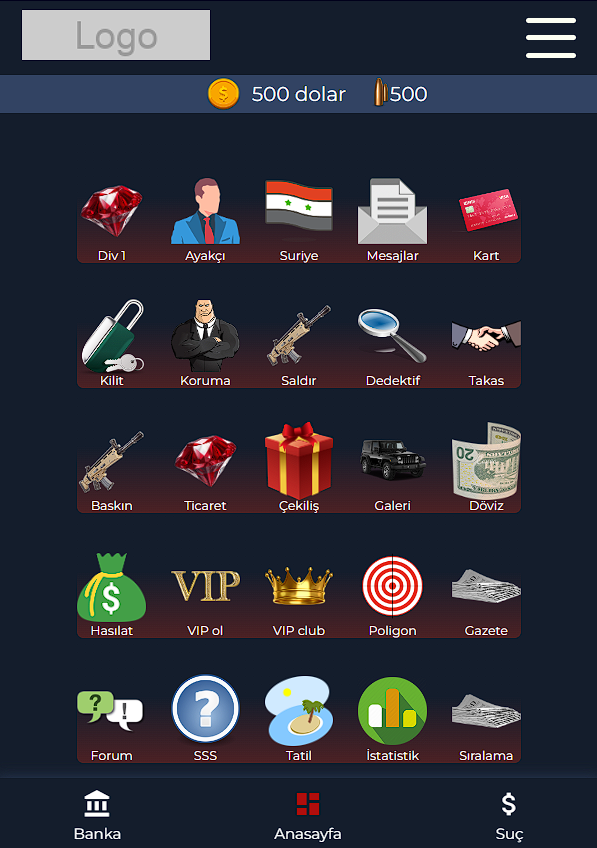 Logo
500 dolar 500
Div 1 Ayakçı Suriye Mesajlar Kart
Kilit Koruma Saldır Dedektif Takas
Baskın Ticaret Çekiliş Galeri Döviz
VIP
Hasılat VIP ol VIP club Poligon Gazete
Forum SSS Tatil İstatistik Sıralama
Banka Anasayfa Suç